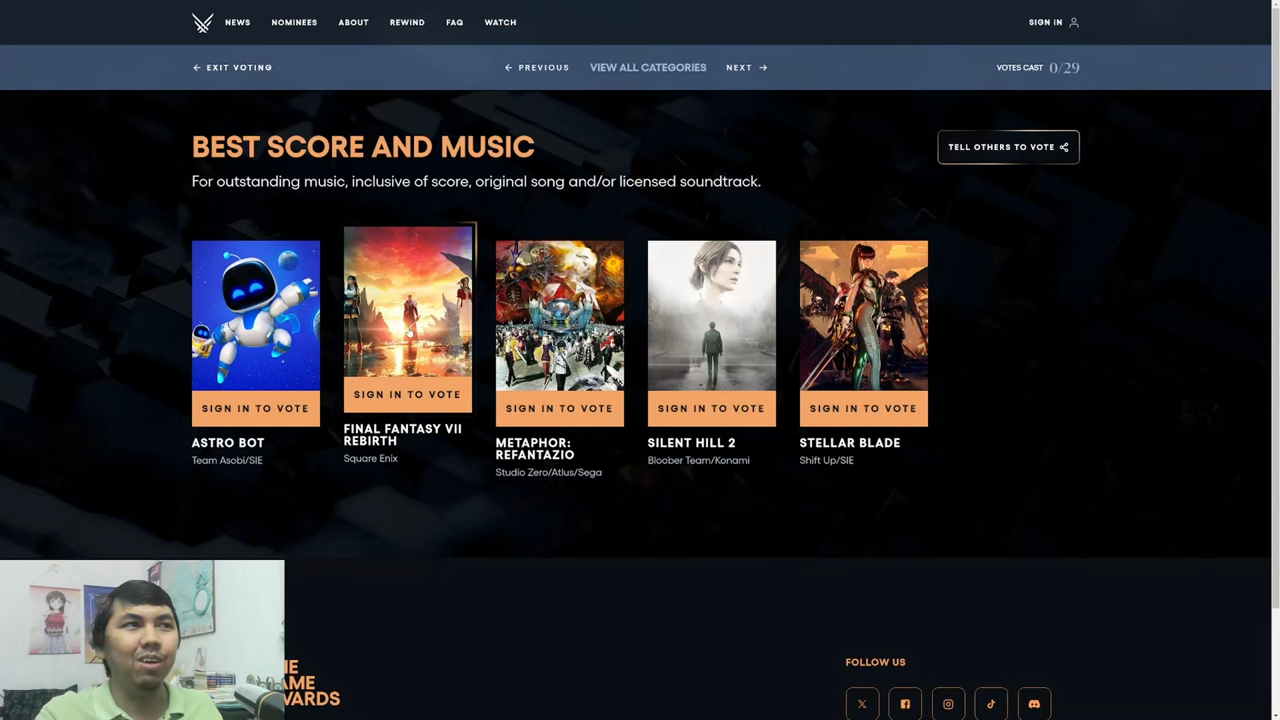 NEWS NOMINEES ABOUT REWIND FAQ WATCH SIGN IN
EXIT VOTING PREVIOUS VIEW ALL CATEGORIES NEXT VOTES CAST 0/29
BEST SCORE AND MUSIC
TELL OTHERS TO VOTE
For outstanding music, inclusive of score, original song and/or licensed soundtrack.
SIGN IN TO VOTE
ASTRO BOT
Team Asobi/SIE
SIGN IN TO VOTE
FINAL FANTASY VII
REBIRTH
Square Enix
SIGN IN TO VOTE
METAPHOR:
REFANTAZIO
Studio Zero/Atlus/Sega
SIGN IN TO VOTE
SILENT HILL 2
Bloober Team/Konami
SIGN IN TO VOTE
STELLAR BLADE
Shift Up/SIE
FOLLOW US